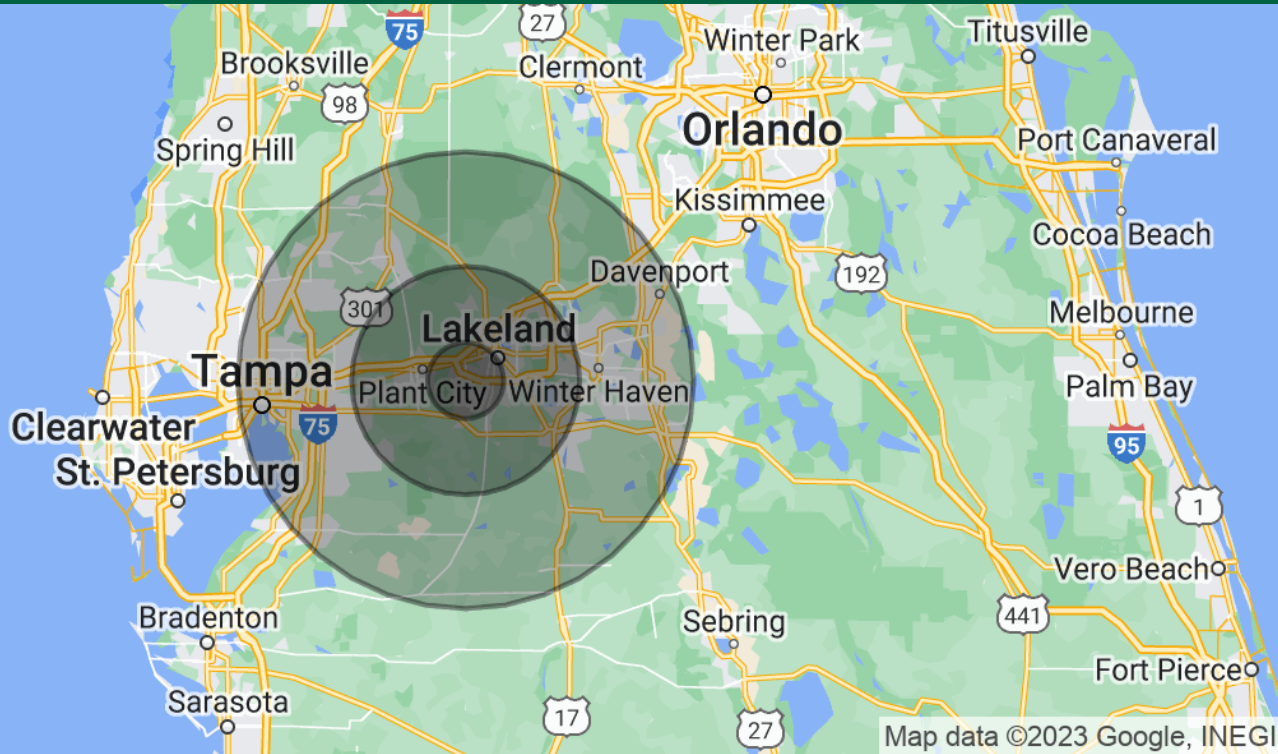 75
27
Winter Park
Titusville
Brooksville
Clermont
98
Orlando
Spring Hill
Port Canaveral
Kissimmee
Cocoa Beach
Davenport
192
301
Melbourne
Lakeland
Tampa
Plant City
Winter Haven
Palm Bay
Clearwater
75
95
St. Petersburg
1
Vero Beach
Bradenton
Sebring
441
Fort Pierce
Sarasota
17
27
Map data ©2023 Google, INEGI